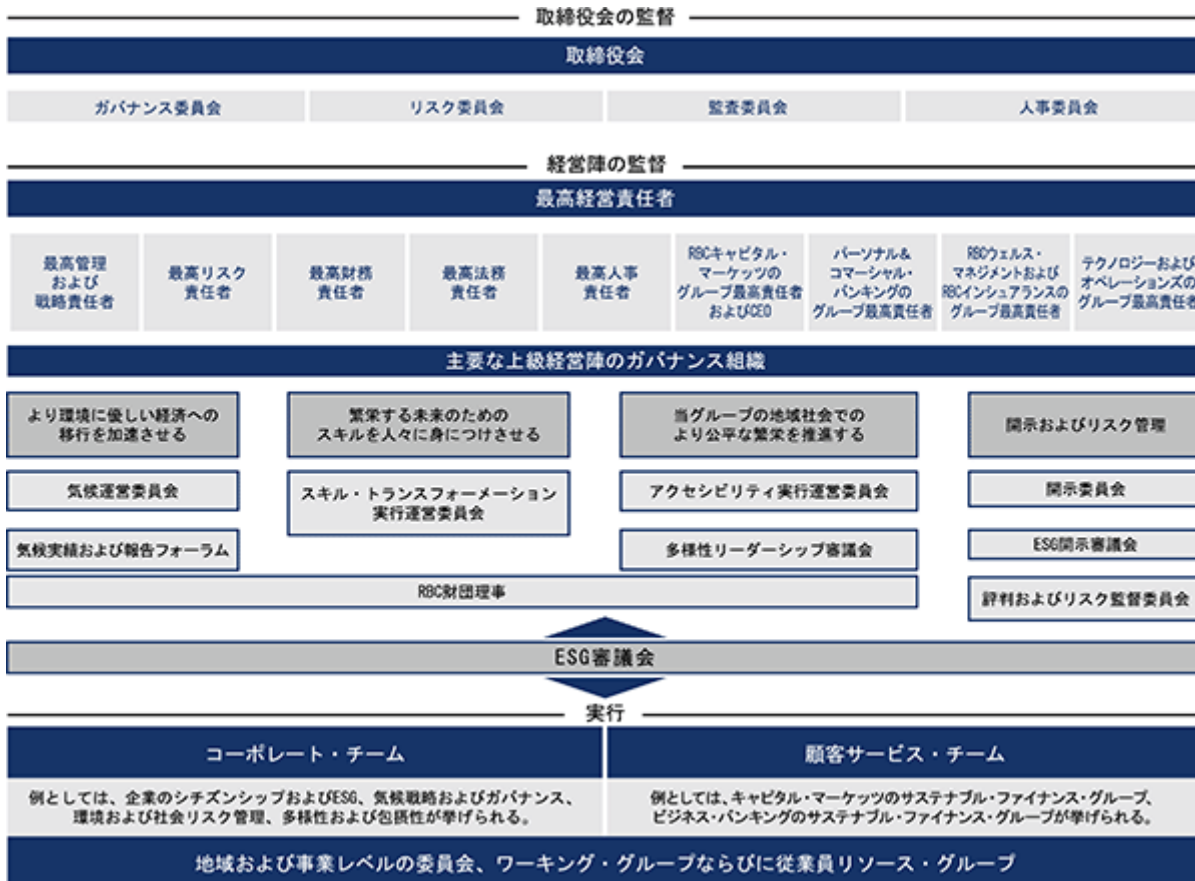 取締役会の監督
取締役会
ガバナンス委員会
リスク委員会
監査委員会
人事委員会
経営陣の監督
最高経営責任者
最高管理
および
戦略責任者
最高リスク
責任者
最高財務
責任者
最高法務
責任者
最高人事
責任者
RBCキャピタル・
マーケッツの
グループ最高責任者
およびCEO
パーソナル&
コマーシャル・
バンキングの
グループ最高責任者
RBCウェルス・
マネジメントおよび
RBCインシュアランスの
グループ最高責任者
テクノロジーおよび
オペレーションズの
グループ最高責任者
主要な上級経営陣のガバナンス組織
より環境に優しい経済への
移行を加速させる
繁栄する未来のための
スキルを人々に身につけさせる
当グループの地域社会での
より公平な繁栄を推進する
開示およびリスク管理
気候運営委員会
スキル・トランスフォーメーション
実行運営委員会
アクセシビリティ実行運営委員会
開示委員会
気候実績および報告フォーラム
多様性リーダーシップ審議会
ESG開示審議会
RBC財団理事
評判およびリスク監督委員会
ESG審議会
実行
コーポレート・チーム
顧客サービス・チーム
例としては、企業のシチズンシップおよびESG、気候戦略およびガバナンス、
環境および社会リスク管理、多様性および包摂性が挙げられる。
例としては、キャピタル・マーケッツのサステナブル・ファイナンス・グループ、
ビジネス・バンキングのサステナブル・ファイナンス・グループが挙げられる。
地域および事業レベルの委員会、ワーキング・グループならびに従業員リソース・グループ